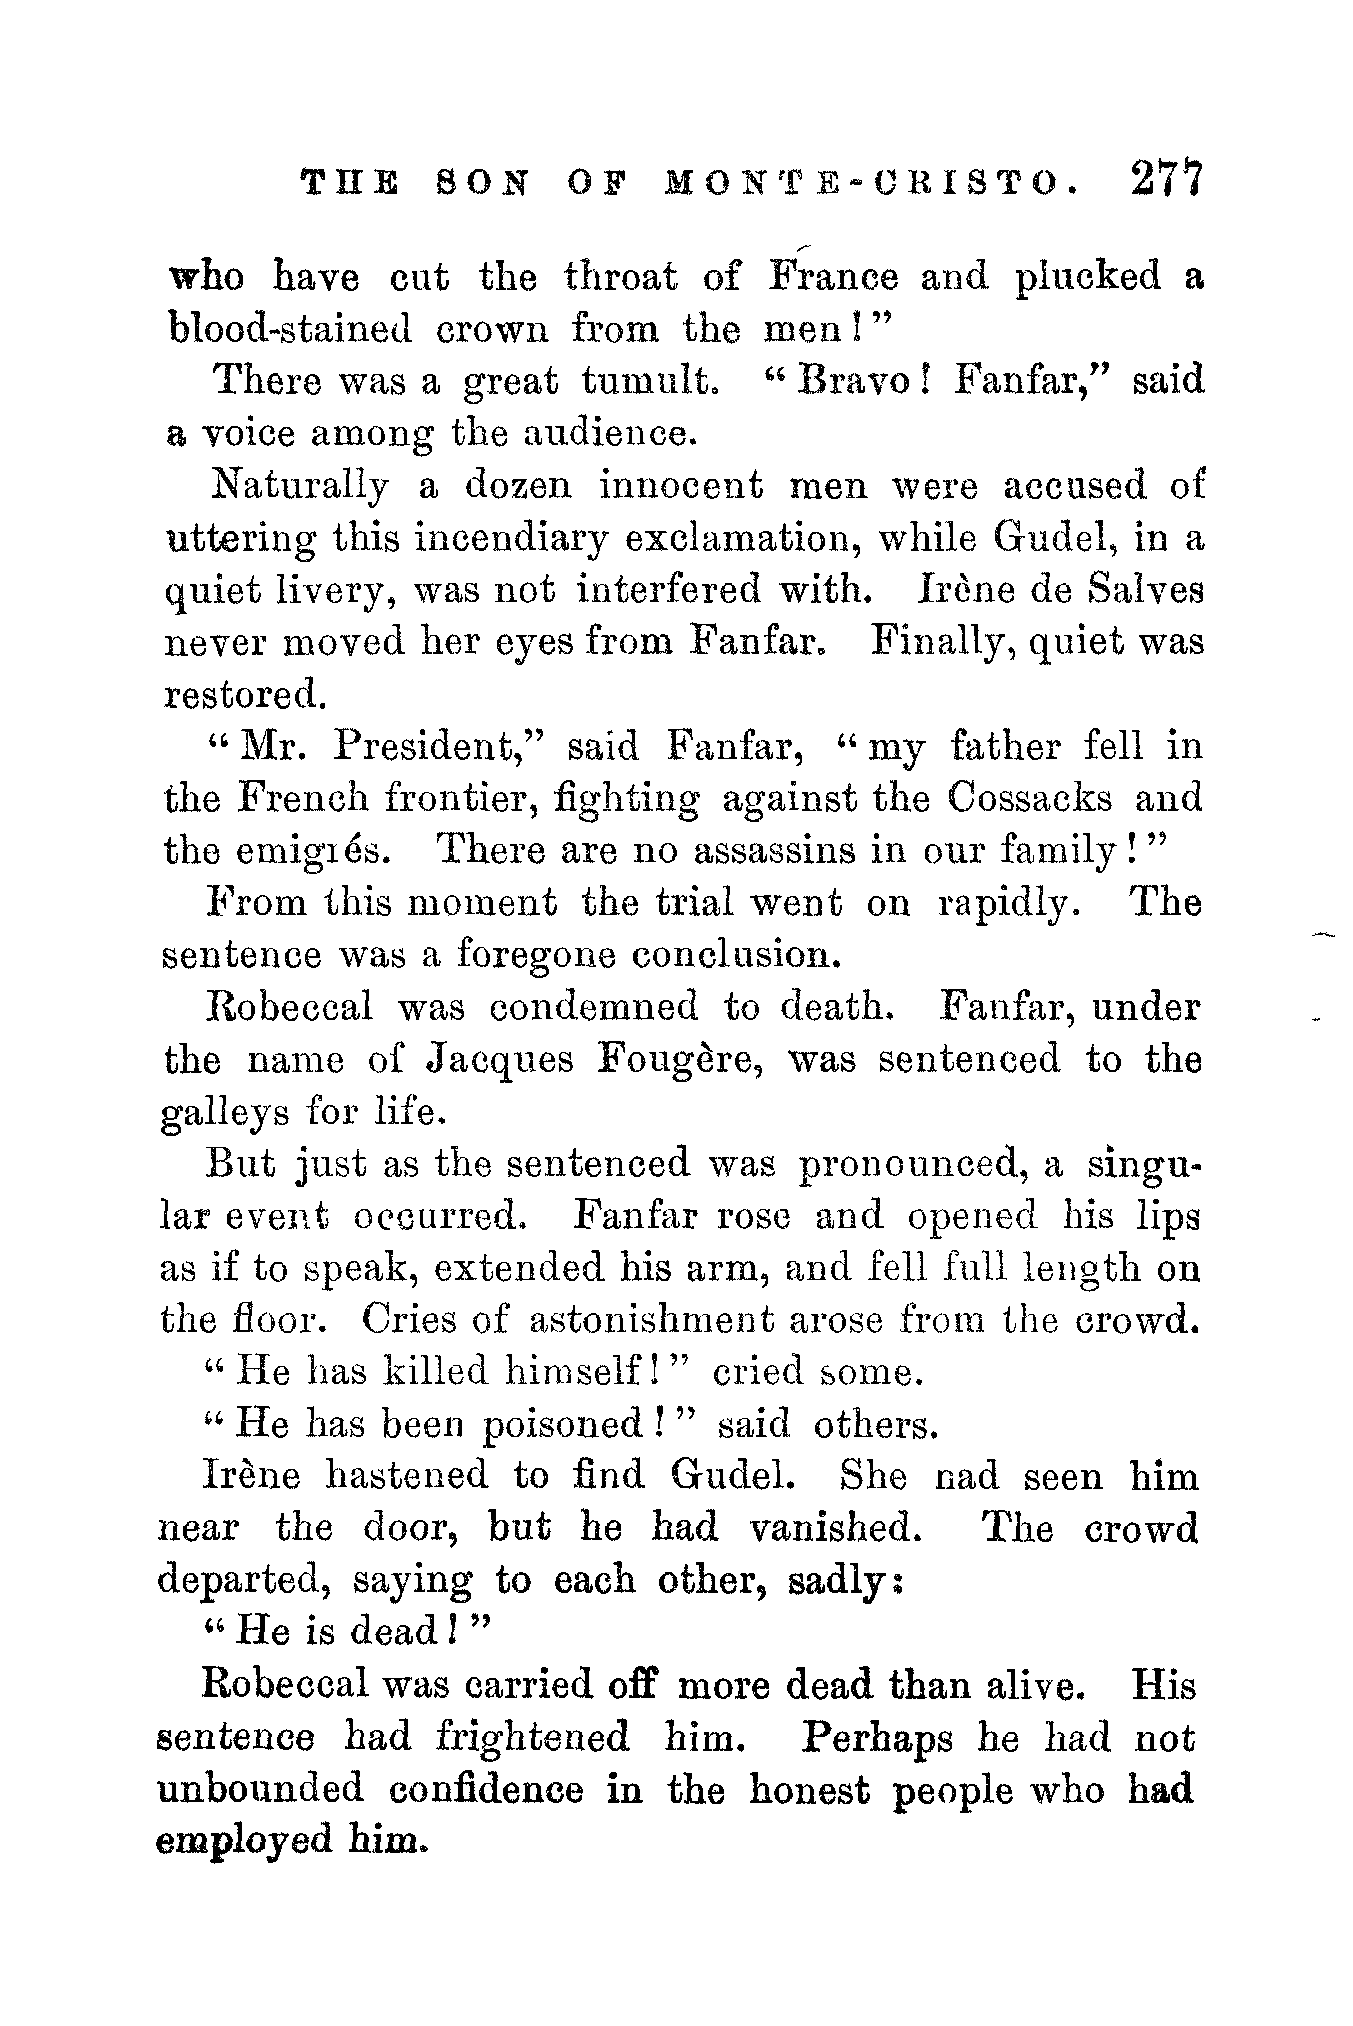 THE SON OF MONTE-CRISTO. 277
who have cut the throat of France and plucked a
blood-stained crown from the men!"
There was a great tumult. "Bravo! Fanfar," said
a voice among the audience.
Naturally a dozen innocent men were accused of
uttering this incendiary exclamation, while Gudel, in a
quiet livery, was not interfered with. Irène de Salves
never moved her eyes from Fanfar. Finally, quiet was
restored.
"Mr. President," said Fanfar, "my father fell in
the French frontier, fighting against the Cossacks and
the emigrés. There are no assassins in our family!"
From this moment the trial went on rapidly. The
sentence was a foregone conclusion.
Robeccal was condemned to death. Fanfar, under
the name of Jacques Fougère, was sentenced to the
galleys for life.
But just as the sentenced was pronounced, a singu-
lar event occurred. Fanfar rose and opened his lips
as if to speak, extended his arm, and fell full length on
the floor. Cries of astonishment arose from the crowd.
"He has killed himself!" cried some.
"He has been poisoned!" said others.
Irène hastened to find Gudel. She had seen him
near the door, but he had vanished. The crowd
departed, saying to each other, sadly:
"He is dead!"
Robeccal was carried off more dead than alive. His
sentence had frightened him. Perhaps he had not
unbounded confidence in the honest people who had
employed him.